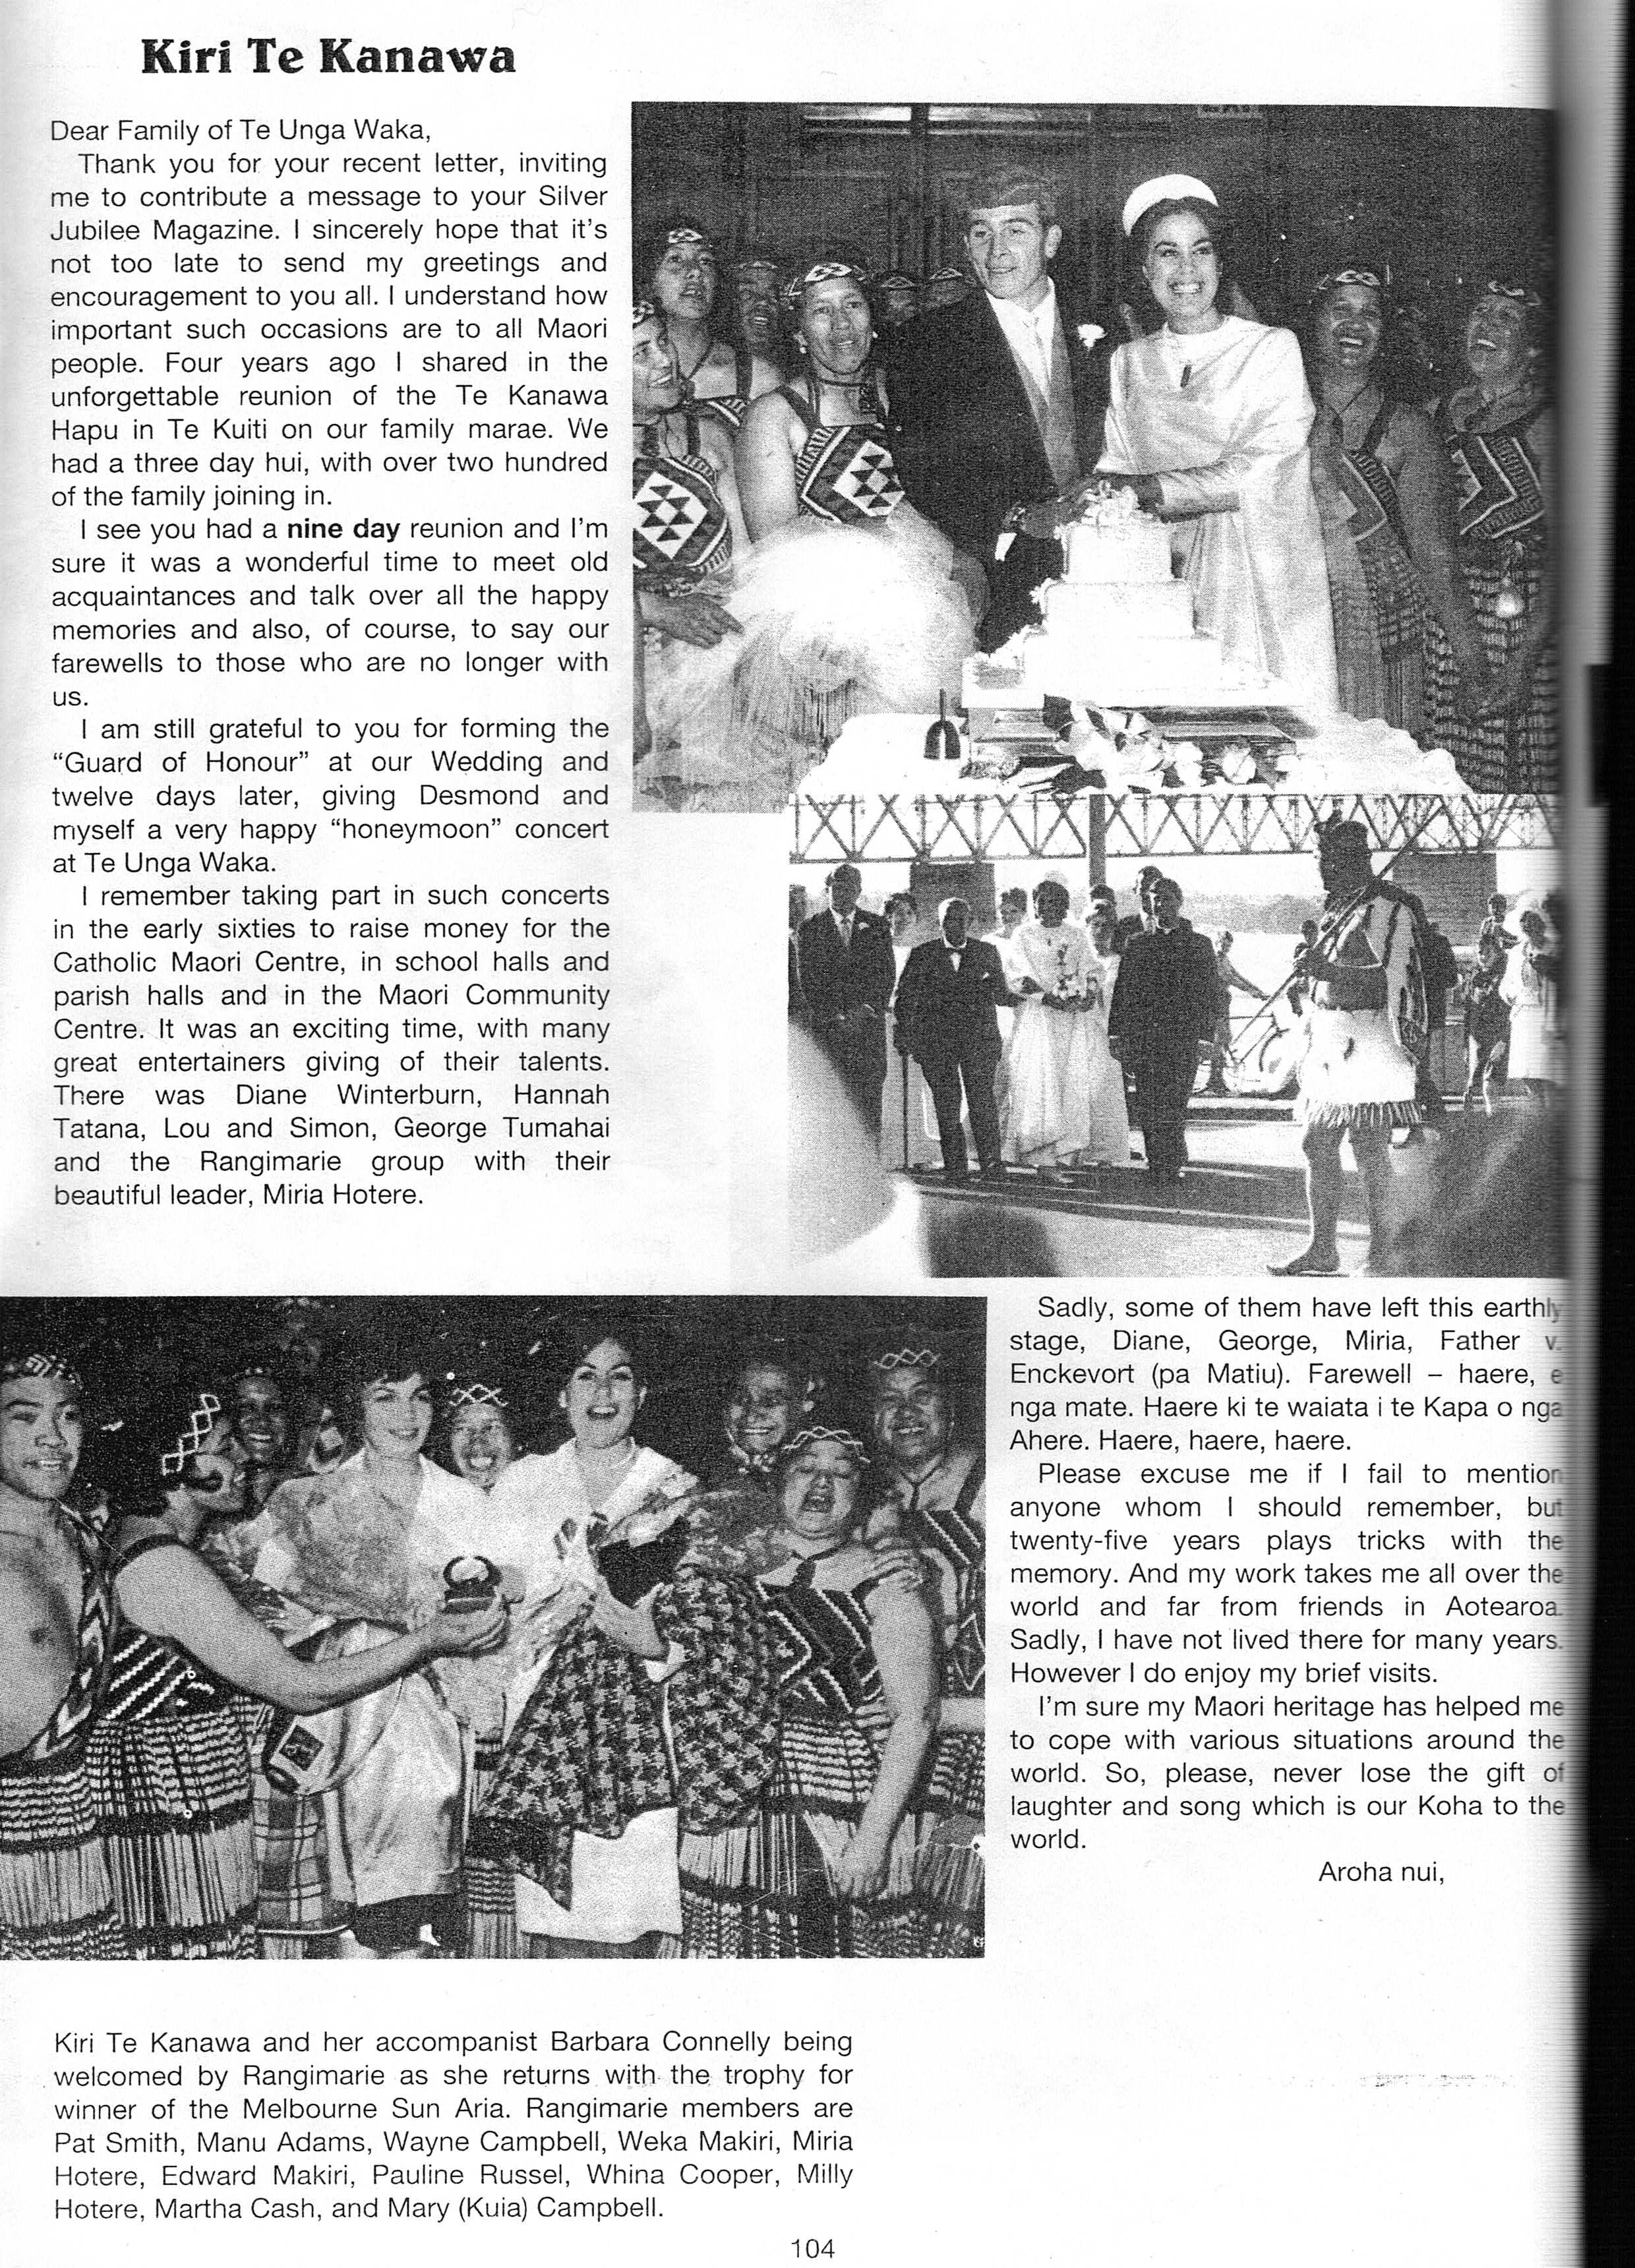 Kiri Te Kanawa
Dear Family of Te Unga Waka,
Thank you for your recent letter, inviting
me to contribute a message to your Silver
Jubilee Magazine. I sincerely hope that it's
not too late to send my greetings and
encouragement to you all. I understand how
important such occasions are to all Maori
people. Four years ago I shared in the
unforgettable reunion of the Te Kanawa
Hapu in Te Kuiti on our family marae. We
had a three day hui, with over two hundred
of the family joining in.
I see you had a nine day reunion and I'm
sure it was a wonderful time to meet old
acquaintances and talk over all the happy
memories and also, of course, to say our
farewells to those who are no longer with
us.
I am still grateful to you for forming the
“Guard of Honour” at our Wedding and
twelve days later, giving Desmond and
myself a very happy “honeymoon” concert
at Te Unga Waka.
I remember taking part in such concerts
in the early sixties to raise money for the
Catholic Maori Centre, in school halls and
parish halls and in the Maori Community
Centre. It was an exciting time, with many
great entertainers giving of their talents.
There was Diane Winterburn, Hannah
Tatana, Lou and Simon, George Tumahai
and the Rangimarie group with their
beautiful leader, Miria Hotere.
Sadly, some of them have left this earthly
stage, Diane, George, Miria, Father v.
Enckevort (pa Matiu). Farewell – haere, e
nga mate. Haere ki te waiata i te Kapa o nga
Ahere. Haere, haere, haere.
Please excuse me if I fail to mention
anyone whom I should remember, but
twenty-five years plays tricks with the
memory. And my work takes me all over the
world and far from friends in Aotearoa.
Sadly, I have not lived there for many years.
However I do enjoy my brief visits.
I'm sure my Maori heritage has helped me
to cope with various situations around the
world. So, please, never lose the gift of
laughter and song which is our Koha to the
world.
Aroha nui,
Kiri Te Kanawa and her accompanist Barbara Connelly being
welcomed by Rangimarie as she returns with the trophy for
winner of the Melbourne Sun Aria. Rangimarie members are
Pat Smith, Manu Adams, Wayne Campbell, Weka Makiri, Miria
Hotere, Edward Makiri, Pauline Russel, Whina Cooper, Milly
Hotere, Martha Cash, and Mary (Kuia) Campbell.
104